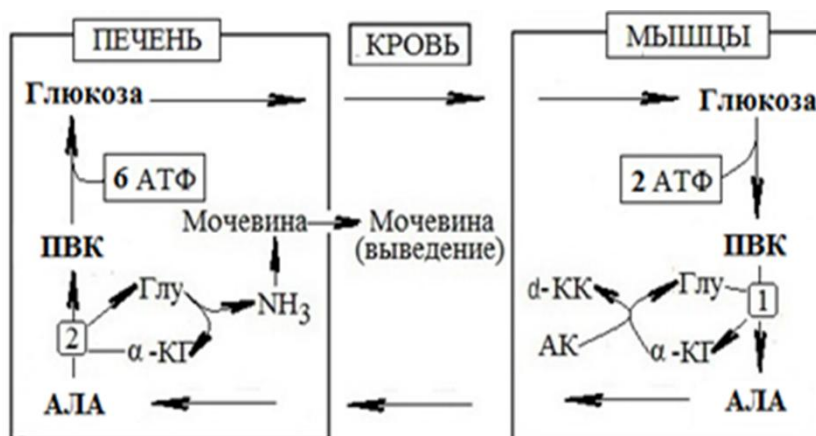 ПЕЧЕНЬ
КРОВЬ
МЫШЦЫ
Глюкоза
Глюкоза
6 АТФ
2 АТФ
Мочевина
Мочевина
(выведение)
ПВК
ПВК
Глу
NH3
α-КК
Глу
1
2
α-КГ
АК
α-КГ
АЛА
АЛА